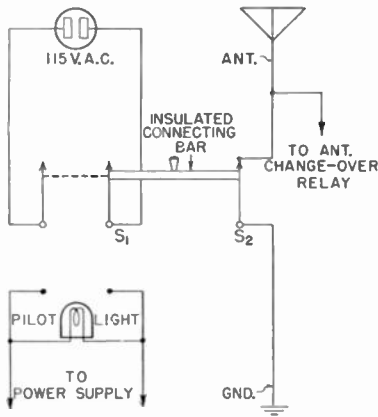 115 V. A.C.
ANT.
INSULATED
CONNECTING
BAR
TO ANT.
CHANGE-OVER
RELAY
S1
S2
PILOT LIGHT
TO
POWER SUPPLY
GND.